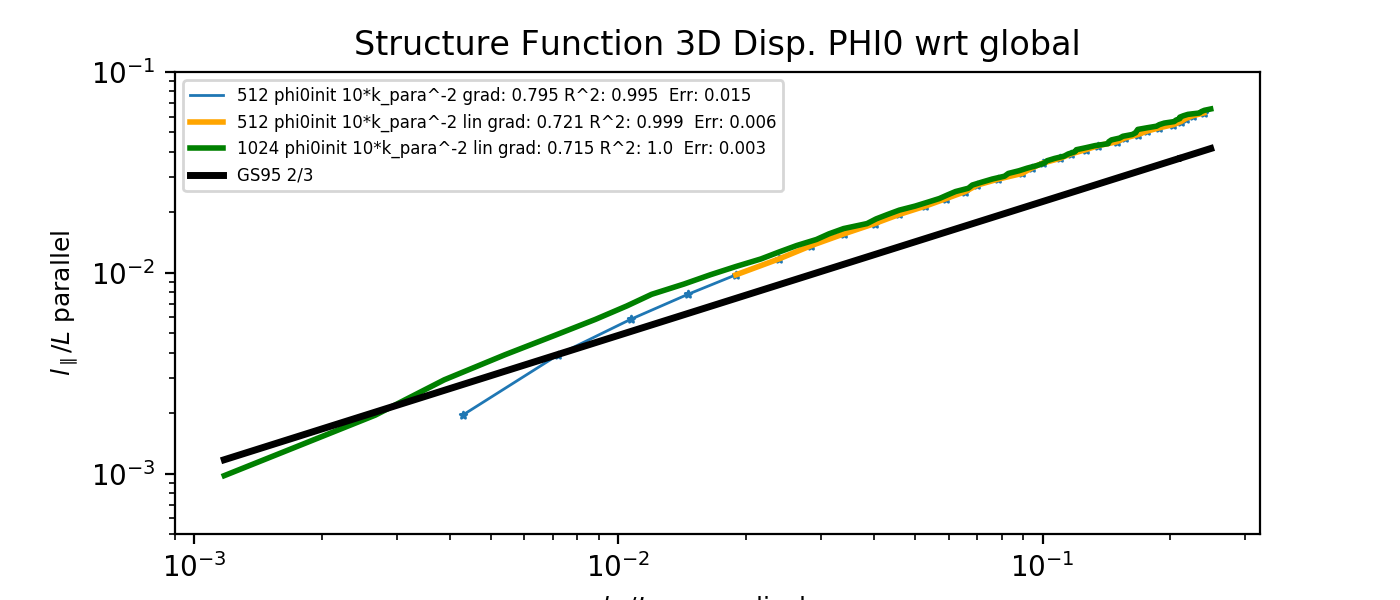 Structure Function 3D Disp. PHI0 wrt global
10⁻¹
512 phi0init 10*k_para^-2 grad: 0.795 R^2: 0.995  Err: 0.015
512 phi0init 10*k_para^-2 lin grad: 0.721 R^2: 0.999  Err: 0.006
1024 phi0init 10*k_para^-2 lin grad: 0.715 R^2: 1.0  Err: 0.003
GS95 2/3
l∥/L parallel
10⁻²
10⁻³
10⁻³ 10⁻² 10⁻¹